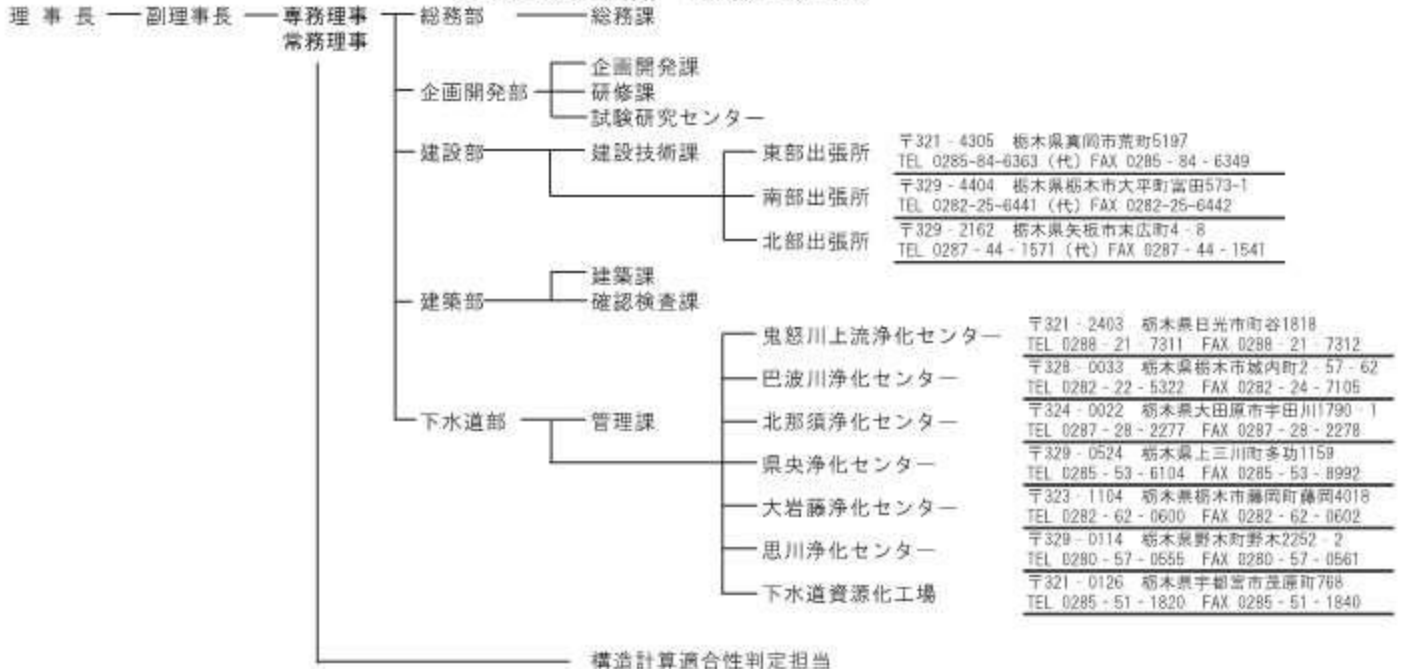 理事長 副理事長 専務理事 総務部 総務課
常務理事
企画開発課
企画開発部 研修課
試験研究センター
建設部 建設技術課 東部出張所
〒321-4305 栃木県真岡市荒町5197
TEL 0285-84-6363 (代) FAX 0285-84-6349
南部出張所
〒329-4404 栃木県栃木市大平町富田573-1
TEL 0282-25-6441 (代) FAX 0282-25-6442
北部出張所
〒329-2162 栃木県矢板市末広町4-8
TEL 0287-44-1571 (代) FAX 0287-44-1541
建築課
建築部 確認検査課
鬼怒川上流浄化センター
〒321-2403 栃木県日光市町谷1818
TEL 0288-21-7311 FAX 0288-21-7312
巴波川浄化センター
〒328-0033 栃木県栃木市城内町2-57-62
TEL 0282-22-5322 FAX 0282-24-7105
下水道部 管理課 北那須浄化センター
〒324-0022 栃木県大田原市宇田川1790-1
TEL 0287-28-2277 FAX 0287-28-2278
県央浄化センター
〒329-0524 栃木県上三川町多功1159
TEL 0285-53-6104 FAX 0285-53-8992
大岩藤浄化センター
〒323-1104 栃木県栃木市藤岡町藤岡4018
TEL 0282-62-0600 FAX 0282-62-0602
思川浄化センター
〒329-0114 栃木県野木町野木2252-2
TEL 0280-57-0555 FAX 0280-57-0561
下水道資源化工場
〒321-0126 栃木県宇都宮市茂原町768
TEL 0285-51-1820 FAX 0285-51-1840
構造計算適合性判定担当